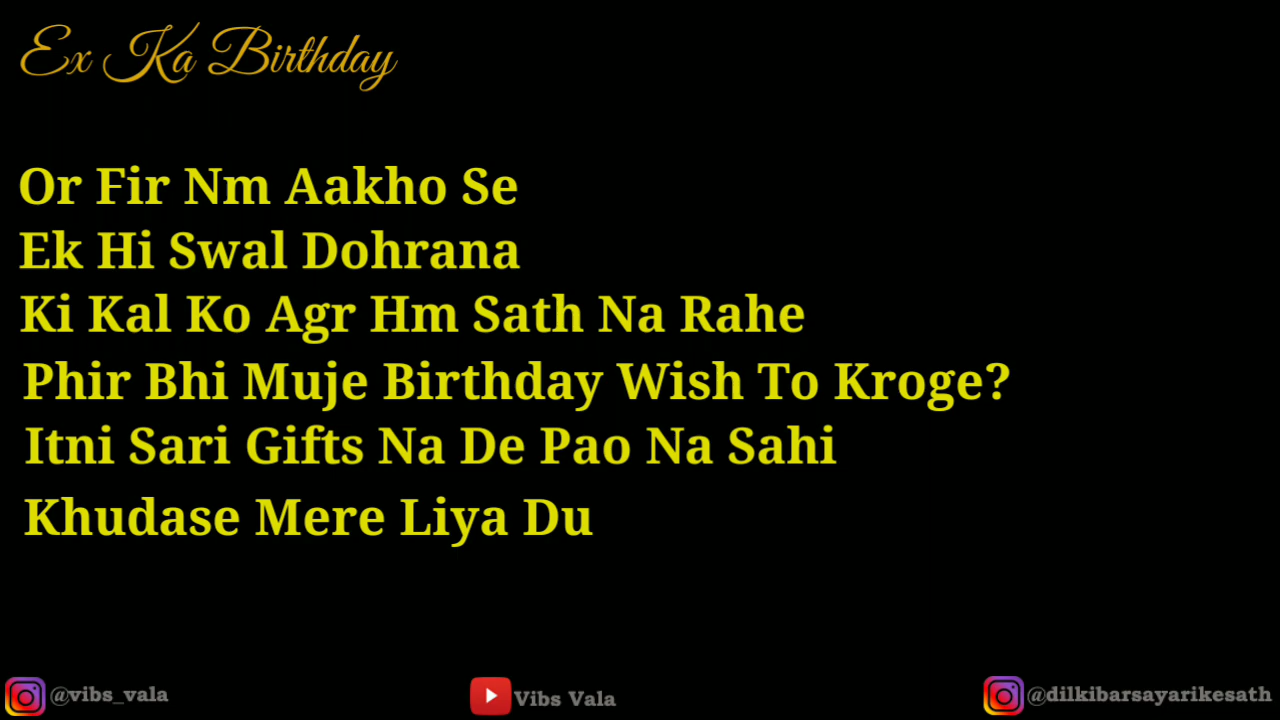 Ex Ka Birthday
Or Fir Nm Aakho Se
Ek Hi Swal Dohrana
Ki Kal Ko Agr Hm Sath Na Rahe
Phir Bhi Muje Birthday Wish To Kroge?
Itni Sari Gifts Na De Pao Na Sahi
Khudase Mere Liya Du
@vibs_vala
Vibs Vala
@dilkibarsayarikesath